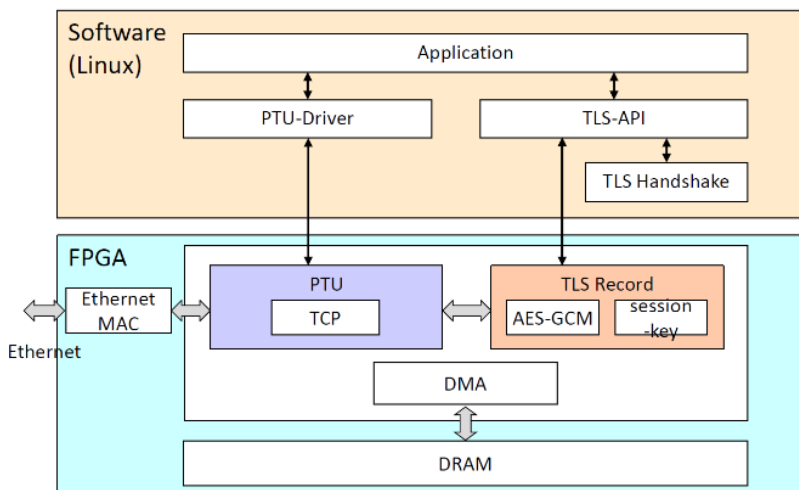 Software
(Linux)
Application
PTU-Driver
TLS-API
TLS Handshake
FPGA
PTU
TCP
TLS Record
AES-GCM
session
-key
Ethernet
MAC
Ethernet
DMA
DRAM